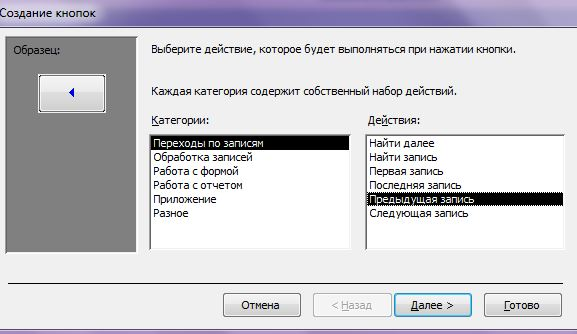 Создание кнопок
Образец:
Выберите действие, которое будет выполняться при нажатии кнопки.
Каждая категория содержит собственный набор действий.
Категории:
Переходы по записям
Обработка записей
Работа с формой
Работа с отчетом
Приложение
Разное
Действия:
Найти далее
Найти запись
Первая запись
Последняя запись
Предыдущая запись
Следующая запись
Отмена
< Назад
Далее >
Готово